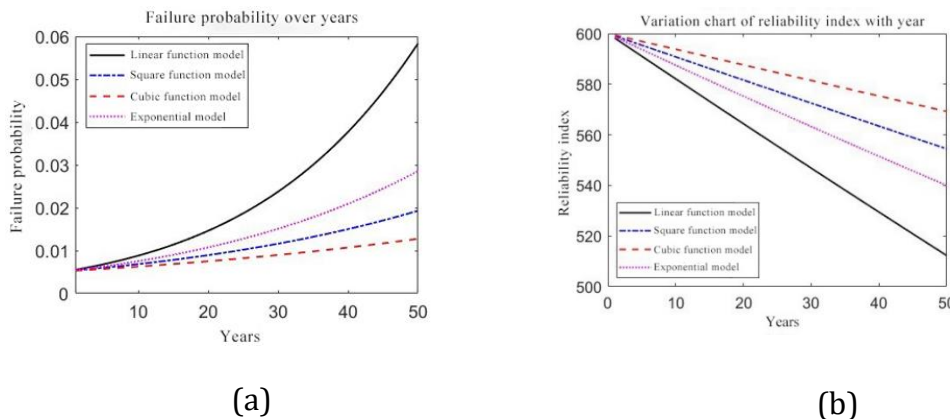 Failure probability over years
0.06
0.05
0.04
0.03
0.02
0.01
0
Failure probability
Linear function model
Square function model
Cubic function model
Exponential model
10 20 30 40 50
Years
(a)
Variation chart of reliability index with year
600
580
560
540
520
500
Reliability index
Linear function model
Square function model
Cubic function model
Exponential model
0 10 20 30 40 50
Years
(b)